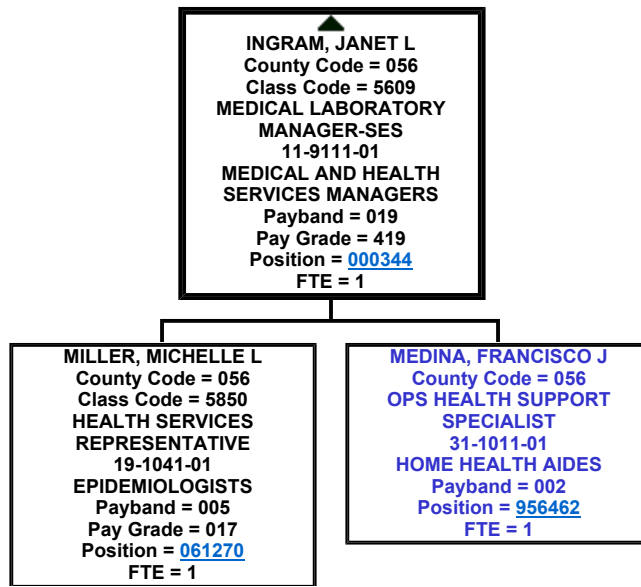 INGRAM, JANET L
County Code = 056
Class Code = 5609
MEDICAL LABORATORY
MANAGER-SES
11-9111-01
MEDICAL AND HEALTH
SERVICES MANAGERS
Payband = 019
Pay Grade = 419
Position = 000344
FTE = 1
MILLER, MICHELLE L
County Code = 056
Class Code = 5850
HEALTH SERVICES
REPRESENTATIVE
19-1041-01
EPIDEMIOLOGISTS
Payband = 005
Pay Grade = 017
Position = 061270
FTE = 1
MEDINA, FRANCISCO J
County Code = 056
OPS HEALTH SUPPORT
SPECIALIST
31-1011-01
HOME HEALTH AIDES
Payband = 002
Position = 956462
FTE = 1